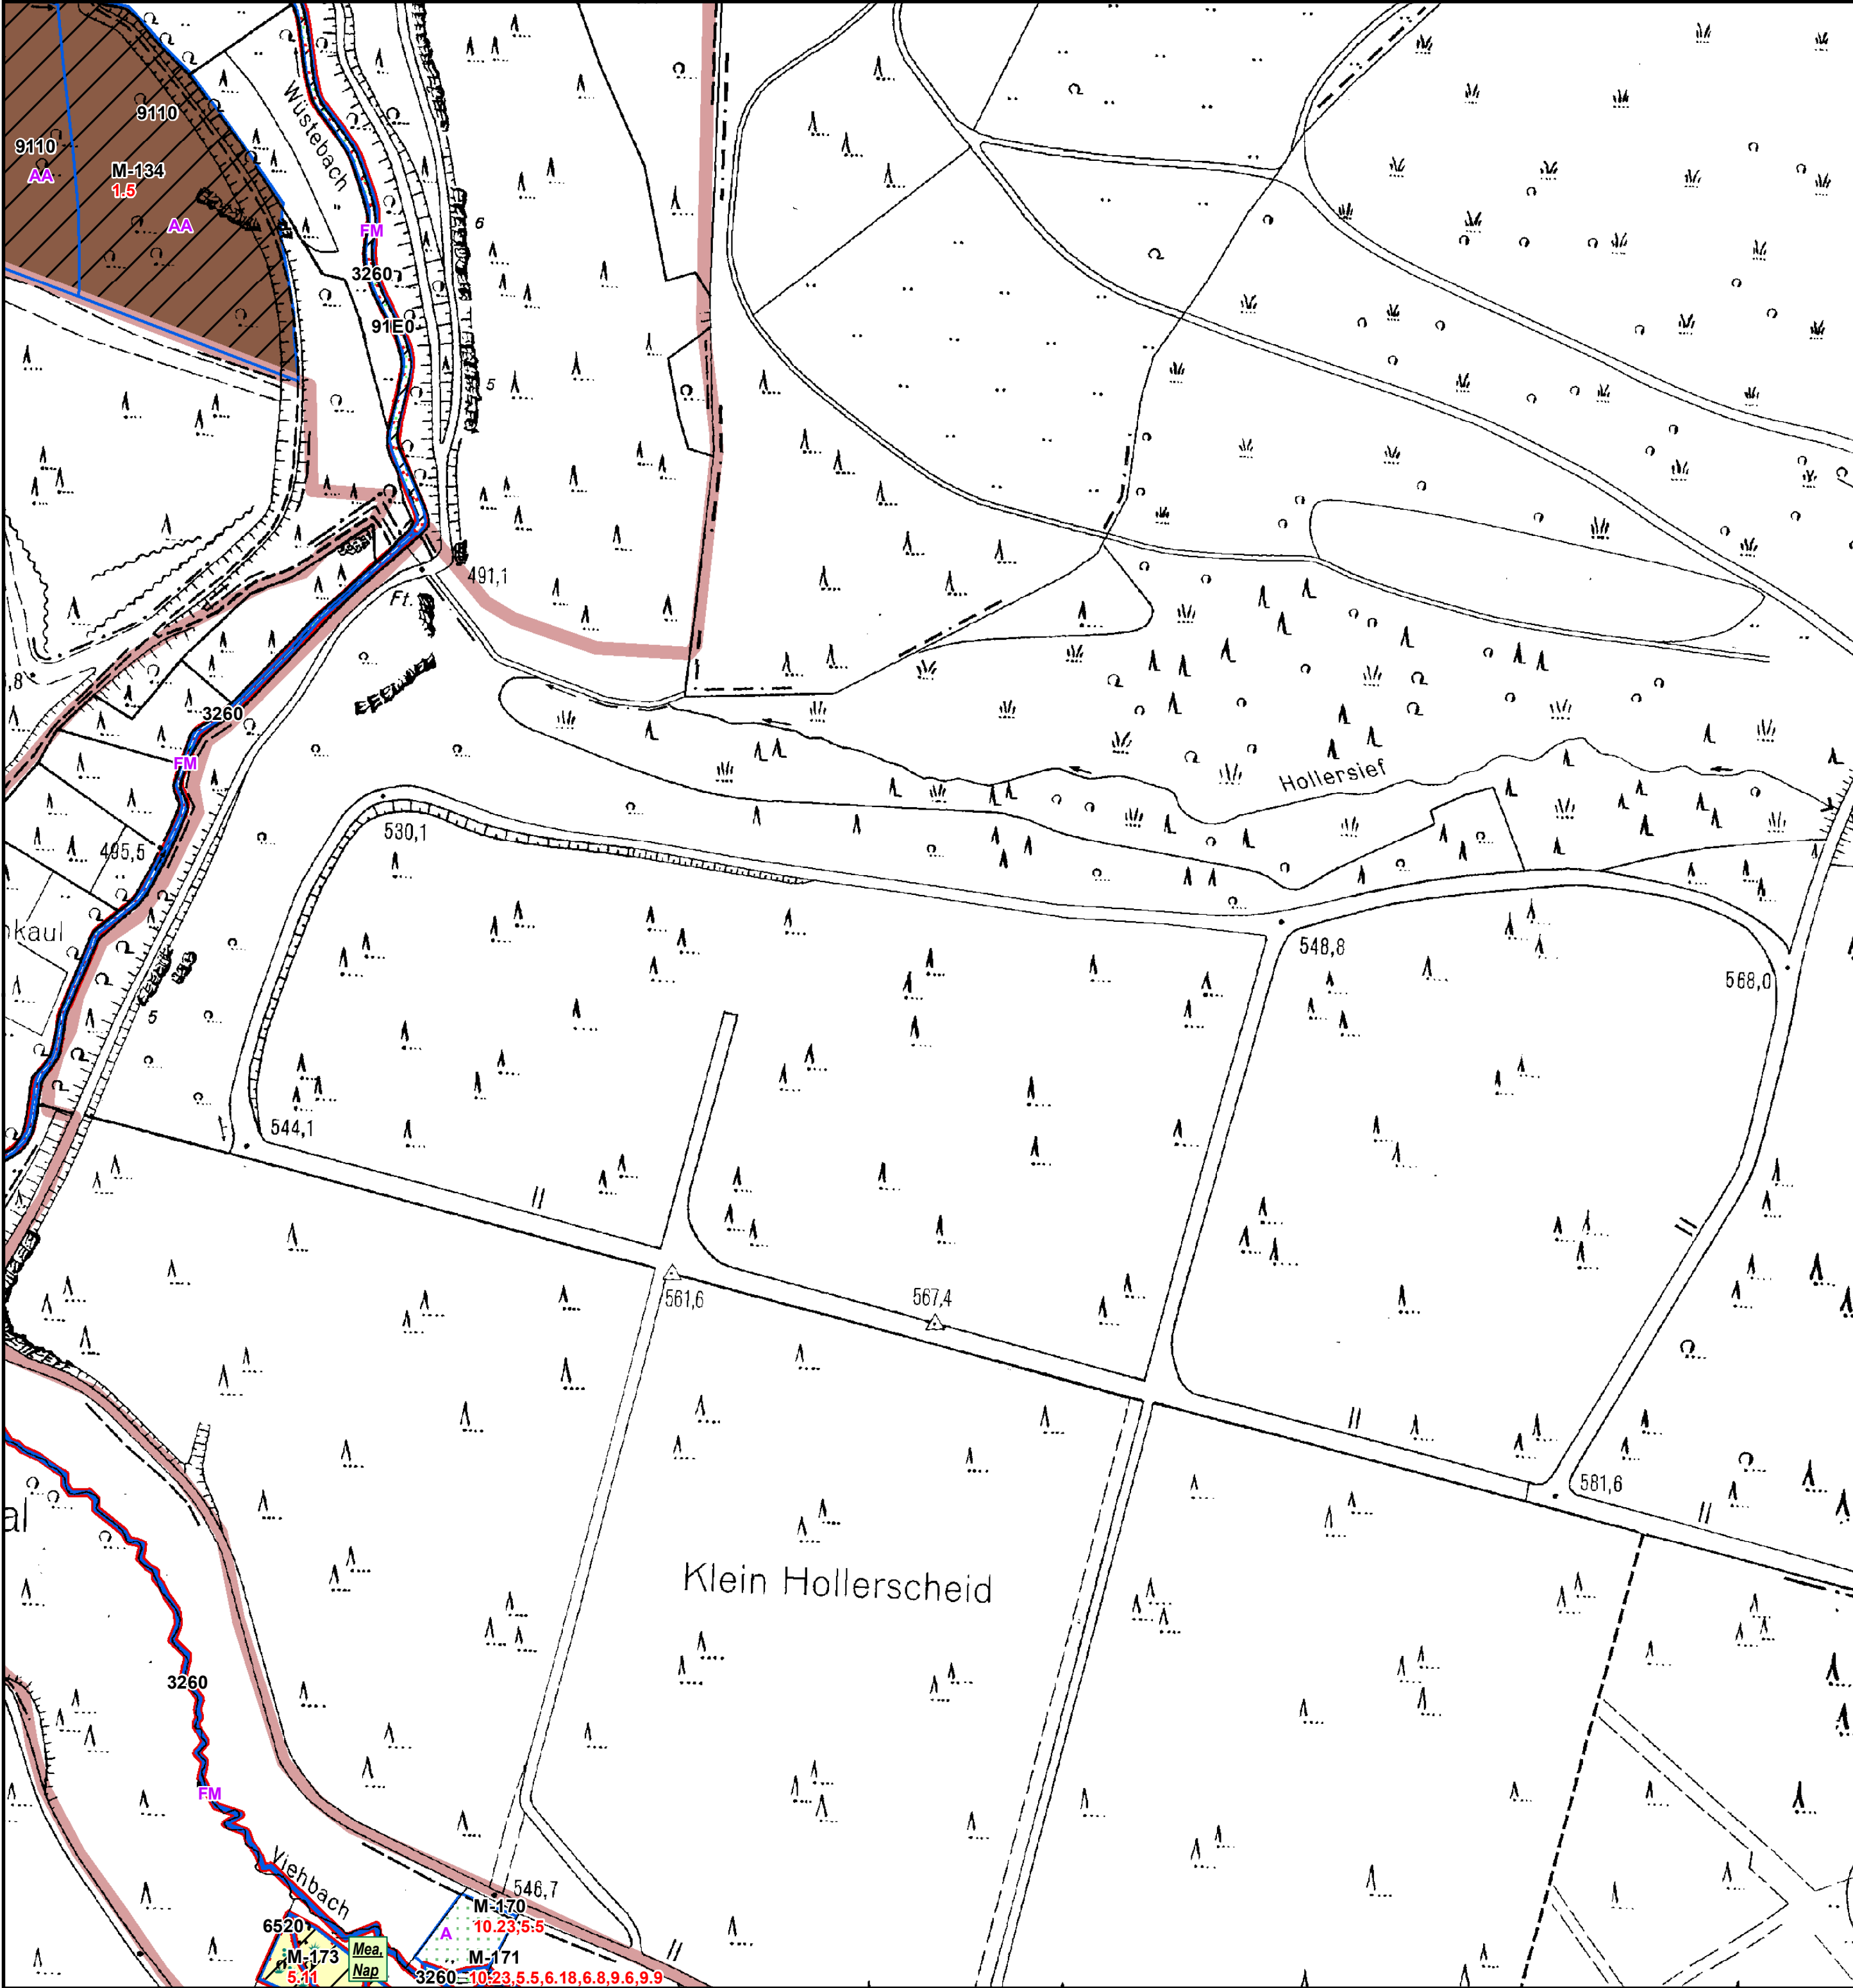 9110
9110
AA
M-134
1.5
AA
Wüstebach
FM
3260
91E0
6
5
491,1
Ft.
,8
3260
FM
Hollersief
530,1
495,5
nkaul
548,8
568,0
5
544,1
561,6
567,4
581,6
al
Klein Hollerscheid
3260
FM
Viehbach
546,7
M-170
10.23,5.5
A
6520
M-173
5.11
Mea,
Nap
M-171
3260
10.23,5.5,6.18,6.8,9.6,9.9